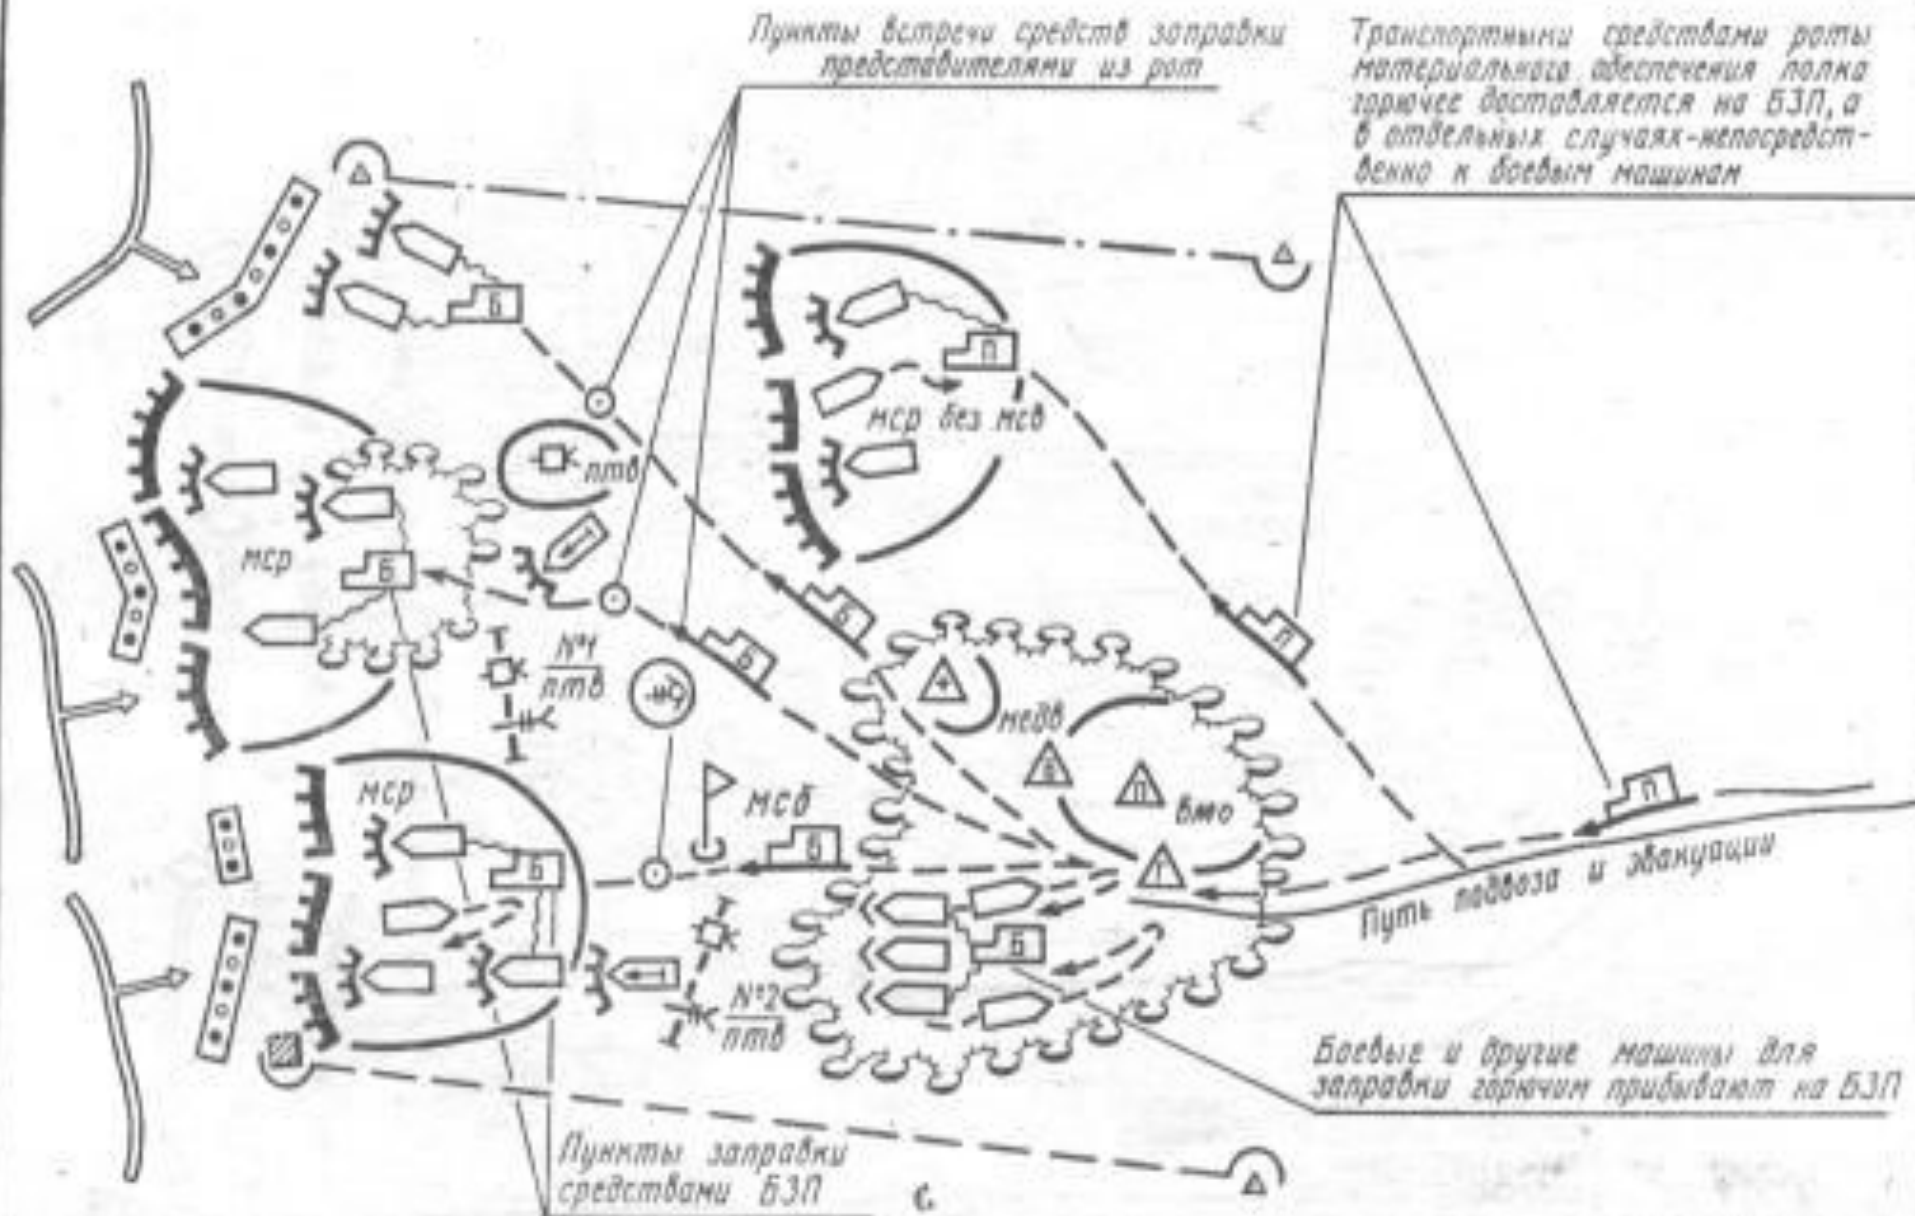 Пункты встречи средств заправки
представителями из рот
Транспортными средствами роты
материального обеспечения полка
горючее доставляется на БЗП, а
в отдельных случаях-непосредст-
венно к боевым машинам
Б
П
мср без мсв
птв
мср
Б
Б
Б
П
№1
птв
медв
в
П
вмо
П
мср
мсб
Б
Б
Г
Путь подвоза и эвакуации
Б
№2
птв
Боевые и другие машины для
заправки горючим прибывают на БЗП
Пункты заправки
средствами БЗП